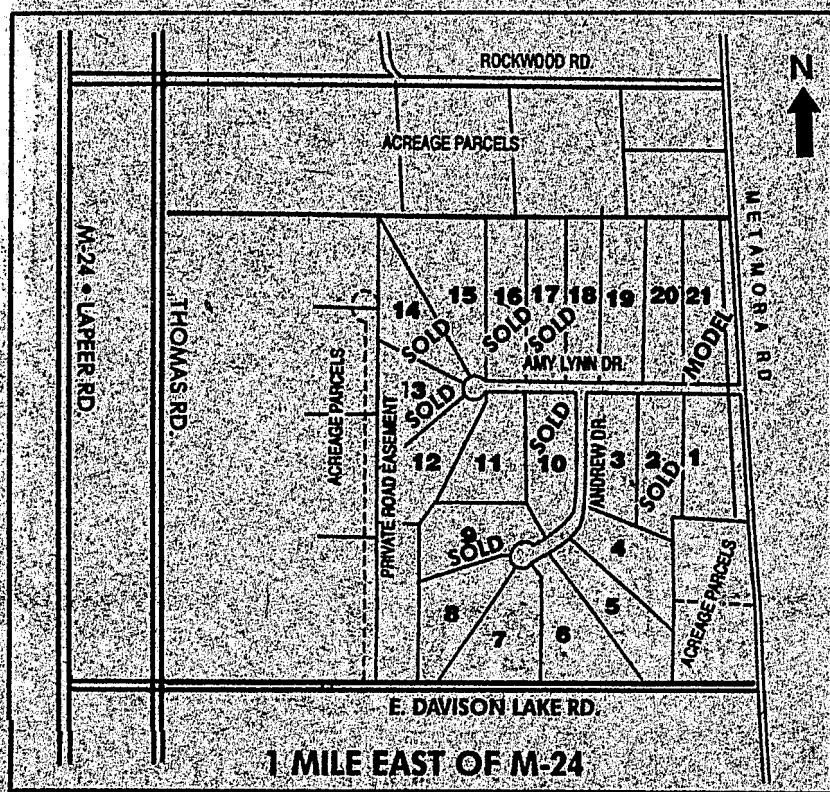 ROCKWOOD RD.
N
ACREAGE PARCELS
METAMORA RD
M-24 • LAPEER RD.
THOMAS RD.
14 SOLD
15
16 SOLD
17 SOLD
18
19
20
21 MODEL
AMY LYNN DR.
ACREAGE PARCELS
PRIVATE ROAD EASEMENT
13 SOLD
12
11
10 SOLD
ANDREW DR.
3
2 SOLD
1
9 SOLD
4
5
ACREAGE PARCELS
8
7
6
E. DAVISON LAKE RD.
1 MILE EAST OF M-24